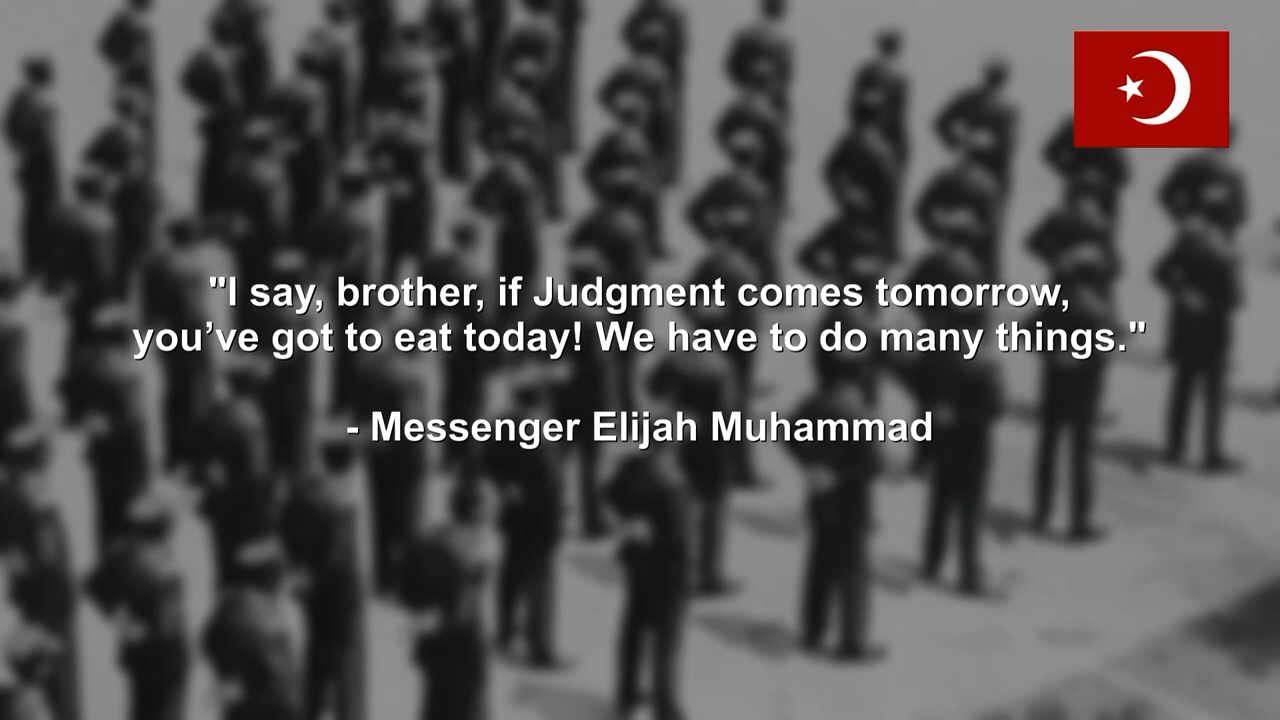 "I say, brother, if Judgment comes tomorrow,
you’ve got to eat today! We have to do many things."
- Messenger Elijah Muhammad